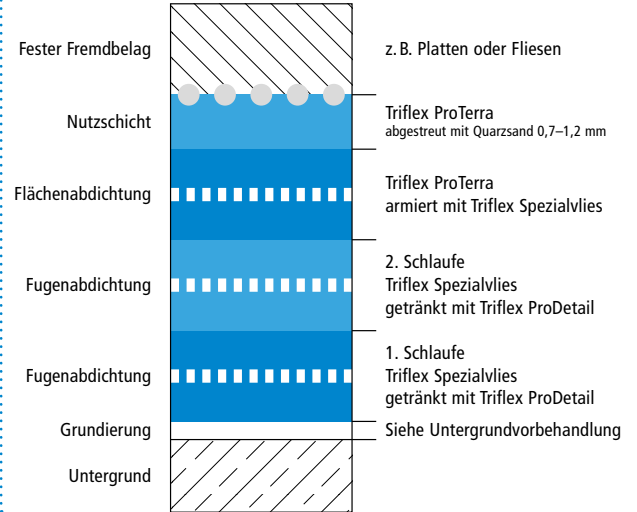 Fester Fremdbelag
z. B. Platten oder Fliesen
Nutzschicht
Triflex ProTerra
abgestreut mit Quarzsand 0,7–1,2 mm
Flächenabdichtung
Triflex ProTerra
armiert mit Triflex Spezialvlies
Fugenabdichtung
2. Schlaufe
Triflex Spezialvlies
getränkt mit Triflex ProDetail
Fugenabdichtung
1. Schlaufe
Triflex Spezialvlies
getränkt mit Triflex ProDetail
Grundierung
Siehe Untergrundvorbehandlung
Untergrund